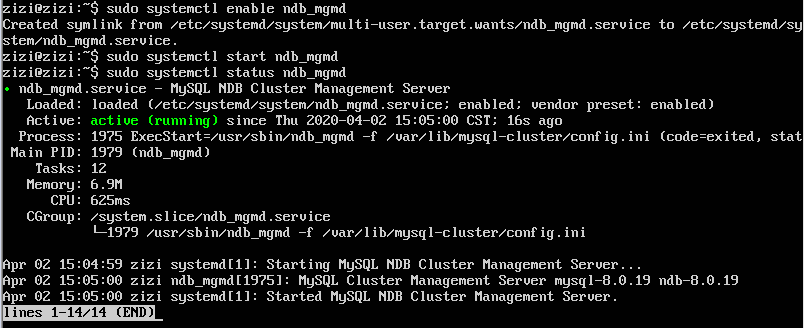 zizi@zizi:~$ sudo systemctl enable ndb_mgmd
Created symlink from /etc/systemd/system/multi-user.target.wants/ndb_mgmd.service to /etc/systemd/sy
stem/ndb_mgmd.service.
zizi@zizi:~$ sudo systemctl start ndb_mgmd
zizi@zizi:~$ sudo systemctl status ndb_mgmd
● ndb_mgmd.service - MySQL NDB Cluster Management Server
   Loaded: loaded (/etc/systemd/system/ndb_mgmd.service; enabled; vendor preset: enabled)
   Active: active (running) since Thu 2020-04-02 15:05:00 CST; 16s ago
  Process: 1975 ExecStart=/usr/sbin/ndb_mgmd -f /var/lib/mysql-cluster/config.ini (code=exited, stat
 Main PID: 1979 (ndb_mgmd)
    Tasks: 12
   Memory: 6.9M
      CPU: 625ms
   CGroup: /system.slice/ndb_mgmd.service
           └─1979 /usr/sbin/ndb_mgmd -f /var/lib/mysql-cluster/config.ini
Apr 02 15:04:59 zizi systemd[1]: Starting MySQL NDB Cluster Management Server...
Apr 02 15:05:00 zizi ndb_mgmd[1975]: MySQL Cluster Management Server mysql-8.0.19 ndb-8.0.19
Apr 02 15:05:00 zizi systemd[1]: Started MySQL NDB Cluster Management Server.
lines 1-14/14 (END)